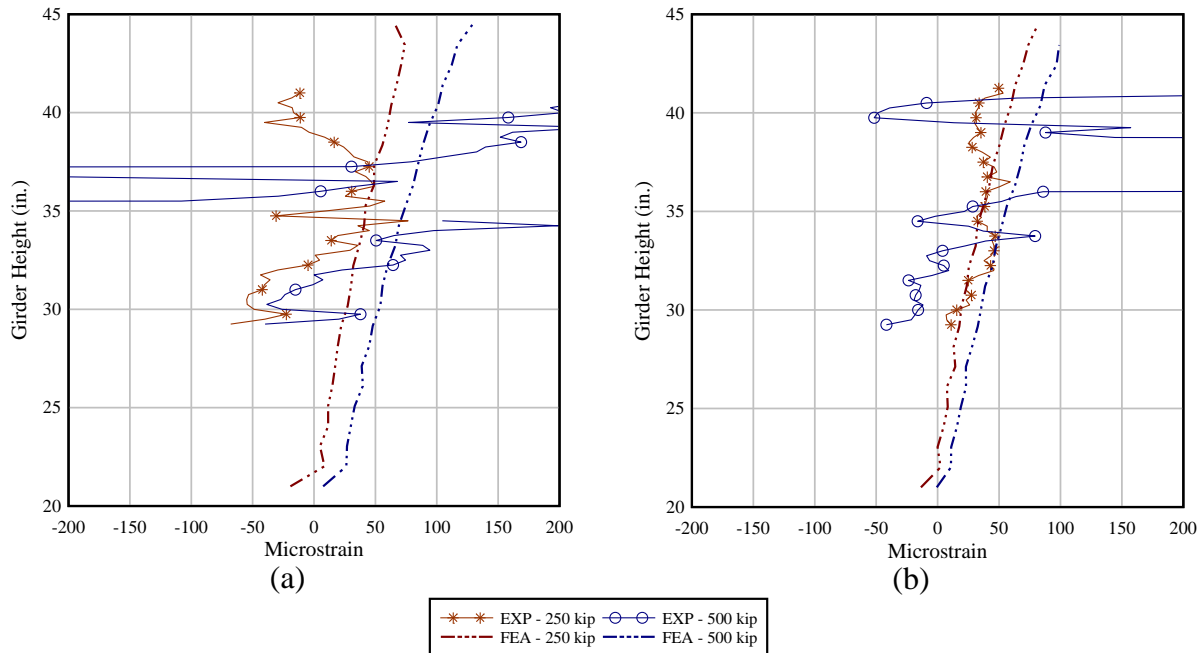 45
40
35
30
25
20
Girder Height (in.)
-200 -150 -100 -50 0 50 100 150 200
Microstrain
(a)
45
40
35
30
25
20
Girder Height (in.)
-200 -150 -100 -50 0 50 100 150 200
Microstrain
(b)
EXP - 250 kip EXP - 500 kip
FEA - 250 kip FEA - 500 kip